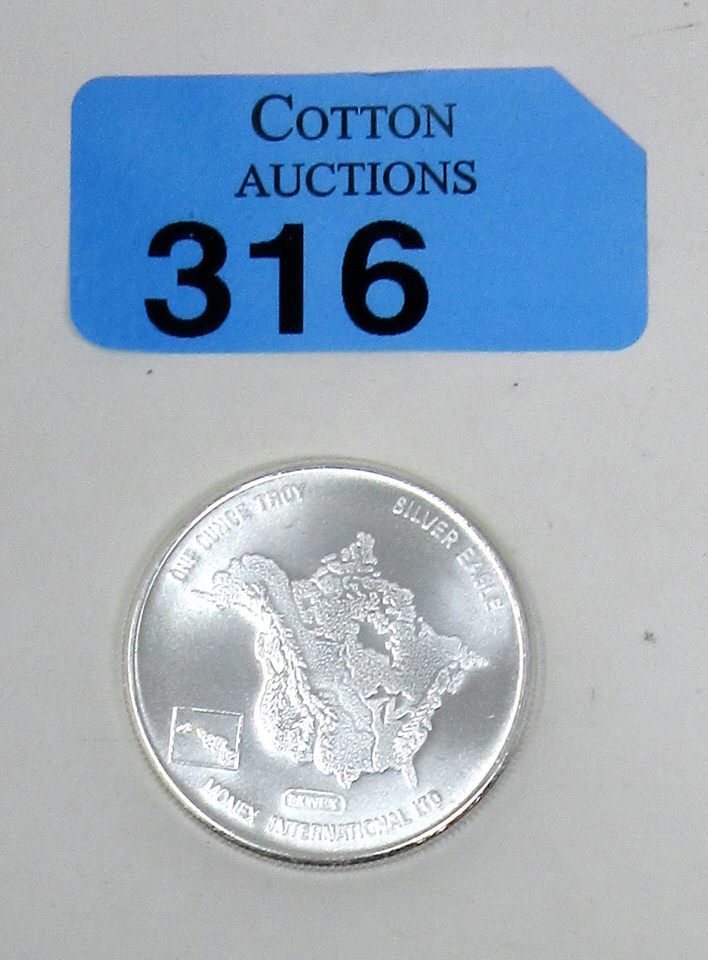 COTTON
AUCTIONS
316
ONE OUNCE TROY
SILVER EAGLE
MONEX
MONEX INTERNATIONAL LTD